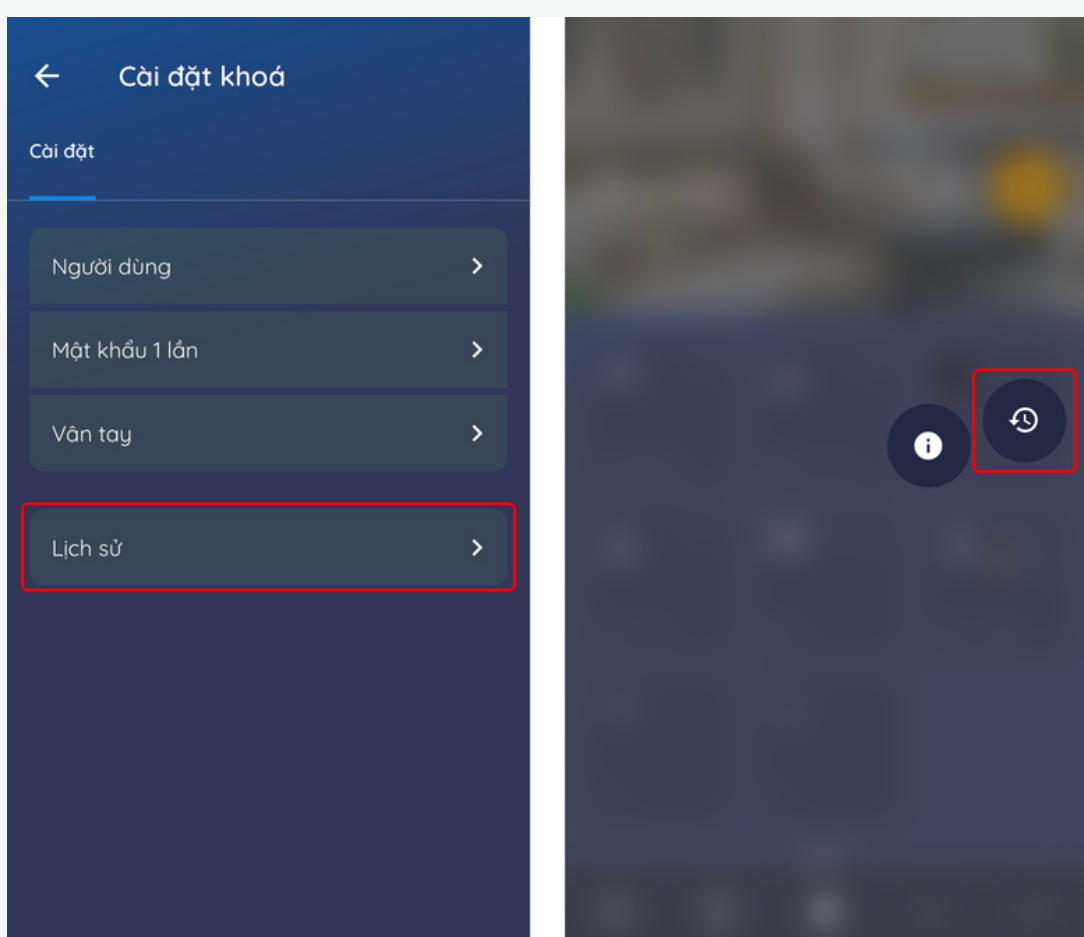 Cài đặt khoá
Cài đặt
Người dùng
Mật khẩu 1 lần
Vân tay
Lịch sử